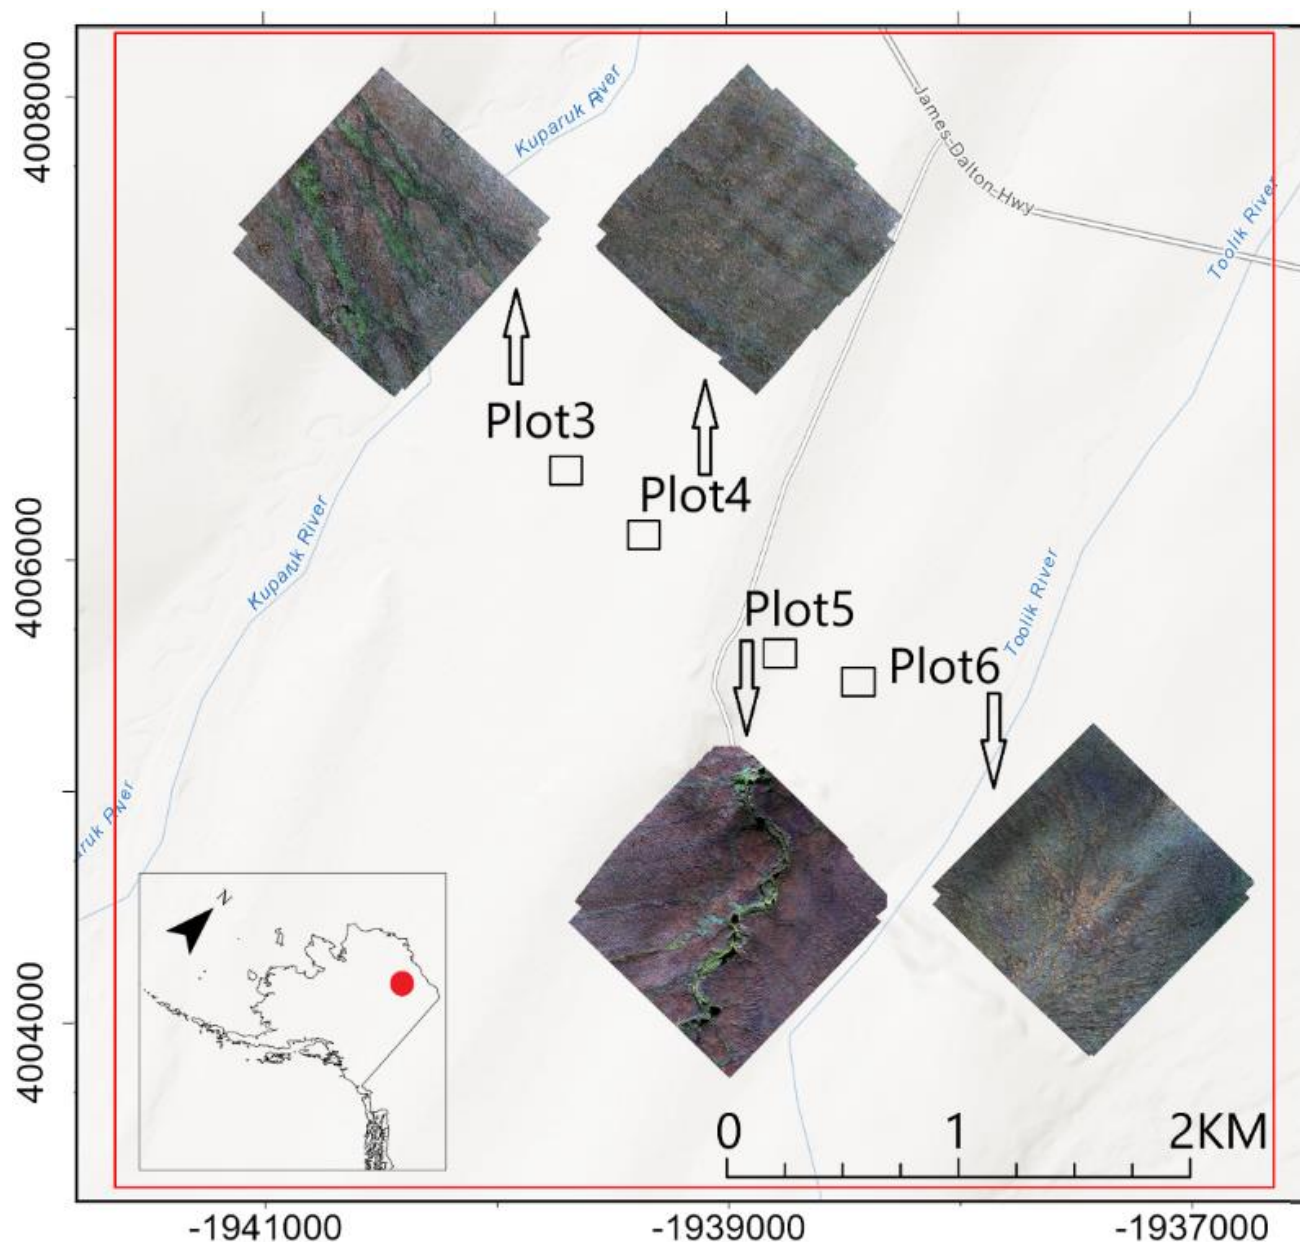 4008000
4006000
4004000
Kuparuk River
James-Dalton-Hwy
Toolik River
Plot3
Plot4
Kuparuk River
Plot5
Toolik River
Plot6
ruk River
N
0 1 2KM
-1941000 -1939000 -1937000